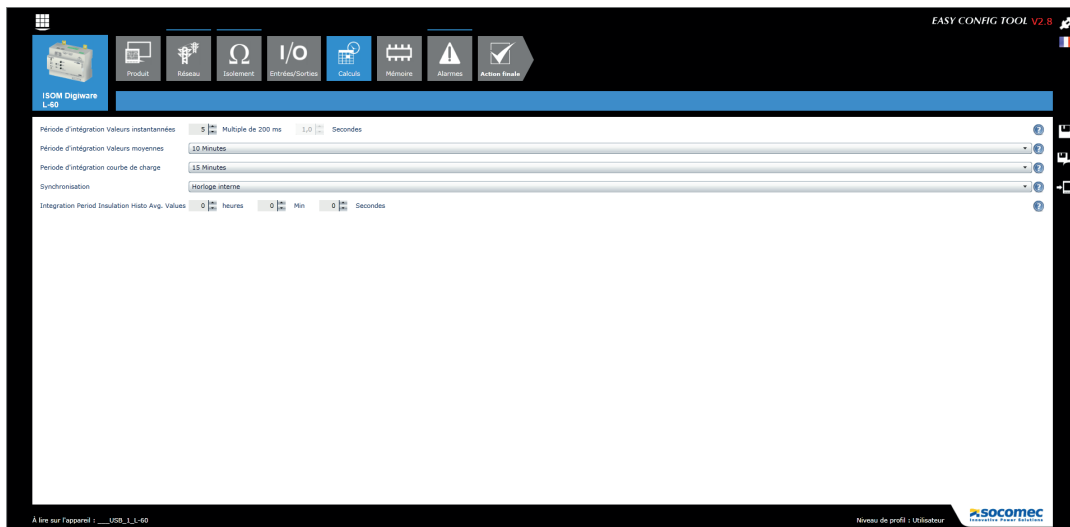 EASY CONFIG TOOL V2.8
Produit
Réseau
Ω
Isolement
I/O
Entrées/Sorties
Calculs
Mémoire
Alarmes
Action finale
ISOM Digiware
L-60
Période d'intégration Valeurs instantannées 5 Multiple de 200 ms 1,0 Secondes ?
Période d'intégration Valeurs moyennes 10 Minutes ?
Periode d'intégration courbe de charge 15 Minutes ?
Synchronisation Horloge interne ?
Integration Period Insulation Histo Avg. Values 0 heures 0 Min 0 Secondes ?
À lire sur l'appareil : ___USB_1_L-60
Niveau de profil : Utilisateur
socomec
Innovative Power Solutions